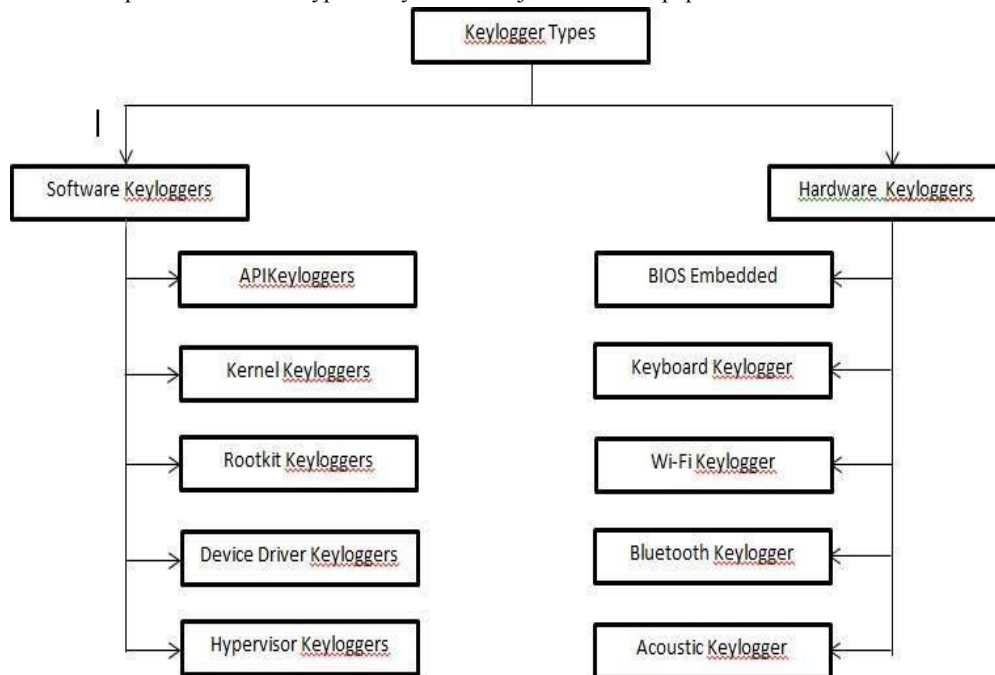 Keylogger Types
Software Keyloggers
Hardware Keyloggers
APIKeyloggers
BIOS Embedded
Kernel Keyloggers
Keyboard Keylogger
Rootkit Keyloggers
Wi-Fi Keylogger
Device Driver Keyloggers
Bluetooth Keylogger
Hypervisor Keyloggers
Acoustic Keylogger